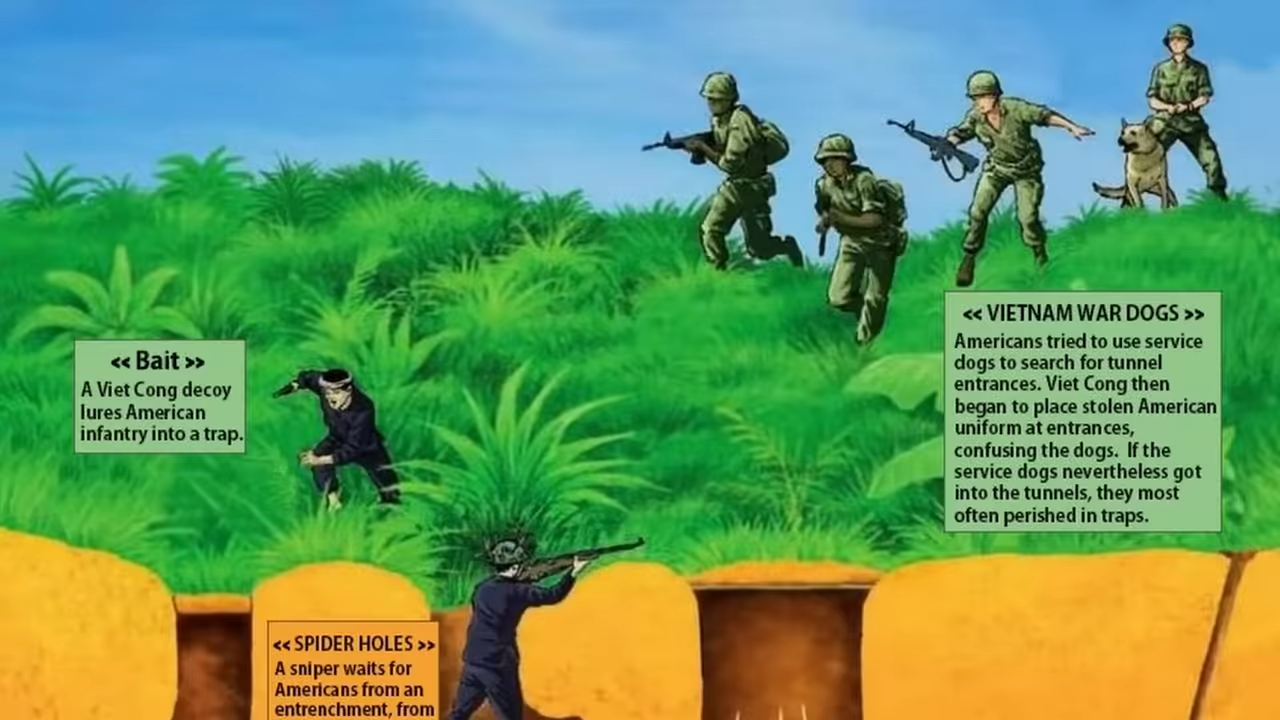 « Bait »
A Viet Cong decoy
lures American
infantry into a trap.
« VIETNAM WAR DOGS »
Americans tried to use service
dogs to search for tunnel
entrances. Viet Cong then
began to place stolen American
uniform at entrances,
confusing the dogs.  If the
service dogs nevertheless got
into the tunnels, they most
often perished in traps.
« SPIDER HOLES »
A sniper waits for
Americans from an
entrenchment, from